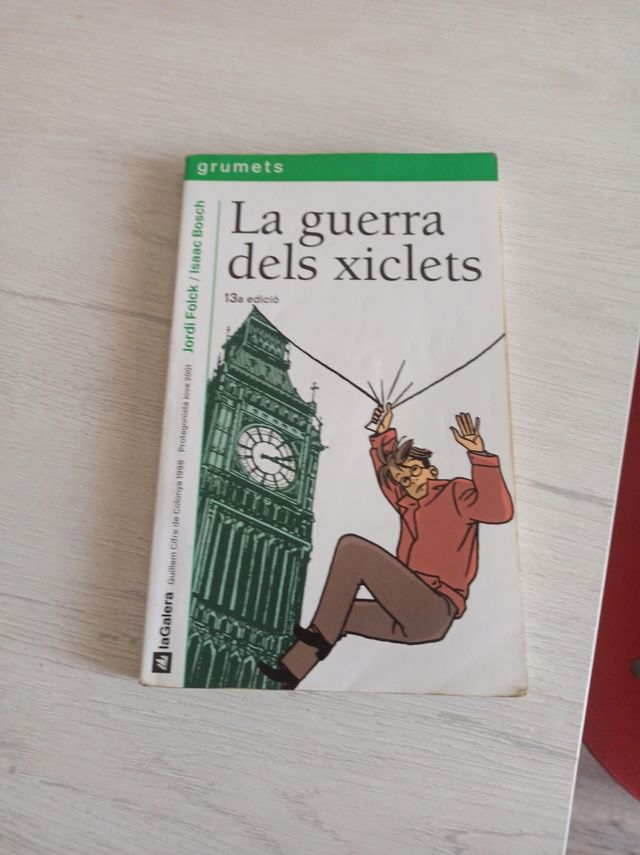 grumets
La guerra
dels xiclets
13a edició
Jordi Folck / Isaac Bosch
Guillem Cifre de Colonya 1998 Protagonista Jove 2001
laGalera